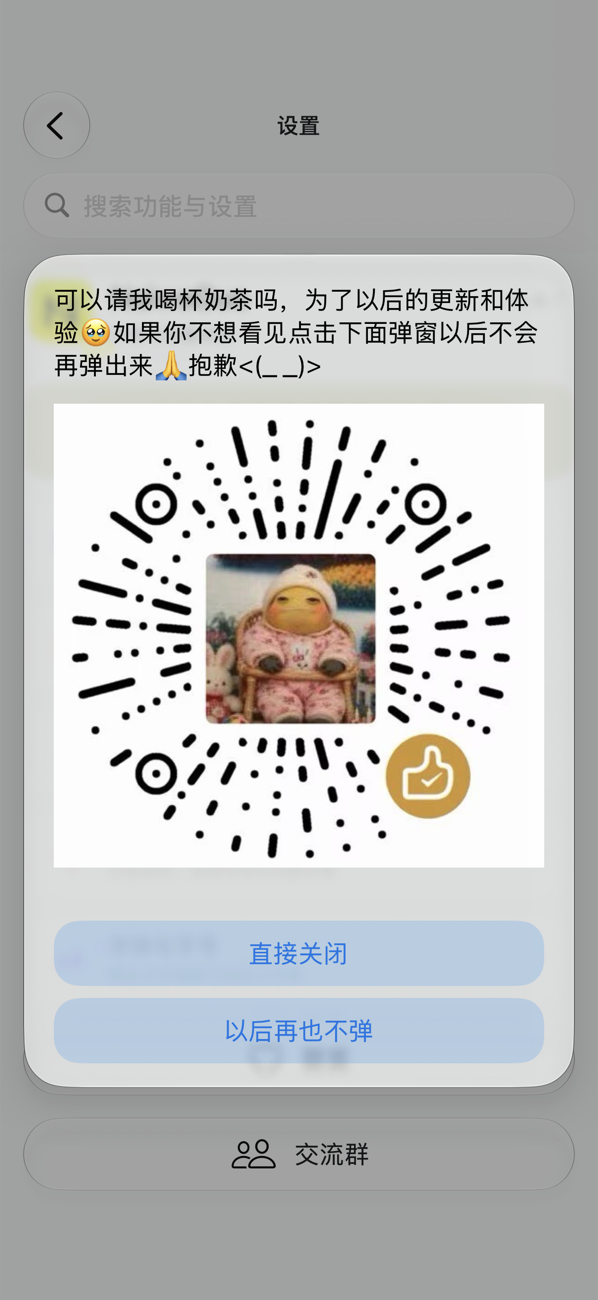 设置
搜索功能与设置
可以请我喝杯奶茶吗，为了以后的更新和体
验🥹如果你不想看见点击下面弹窗以后不会
再弹出来🙏抱歉<(_ _)>
直接关闭
以后再也不弹
交流群